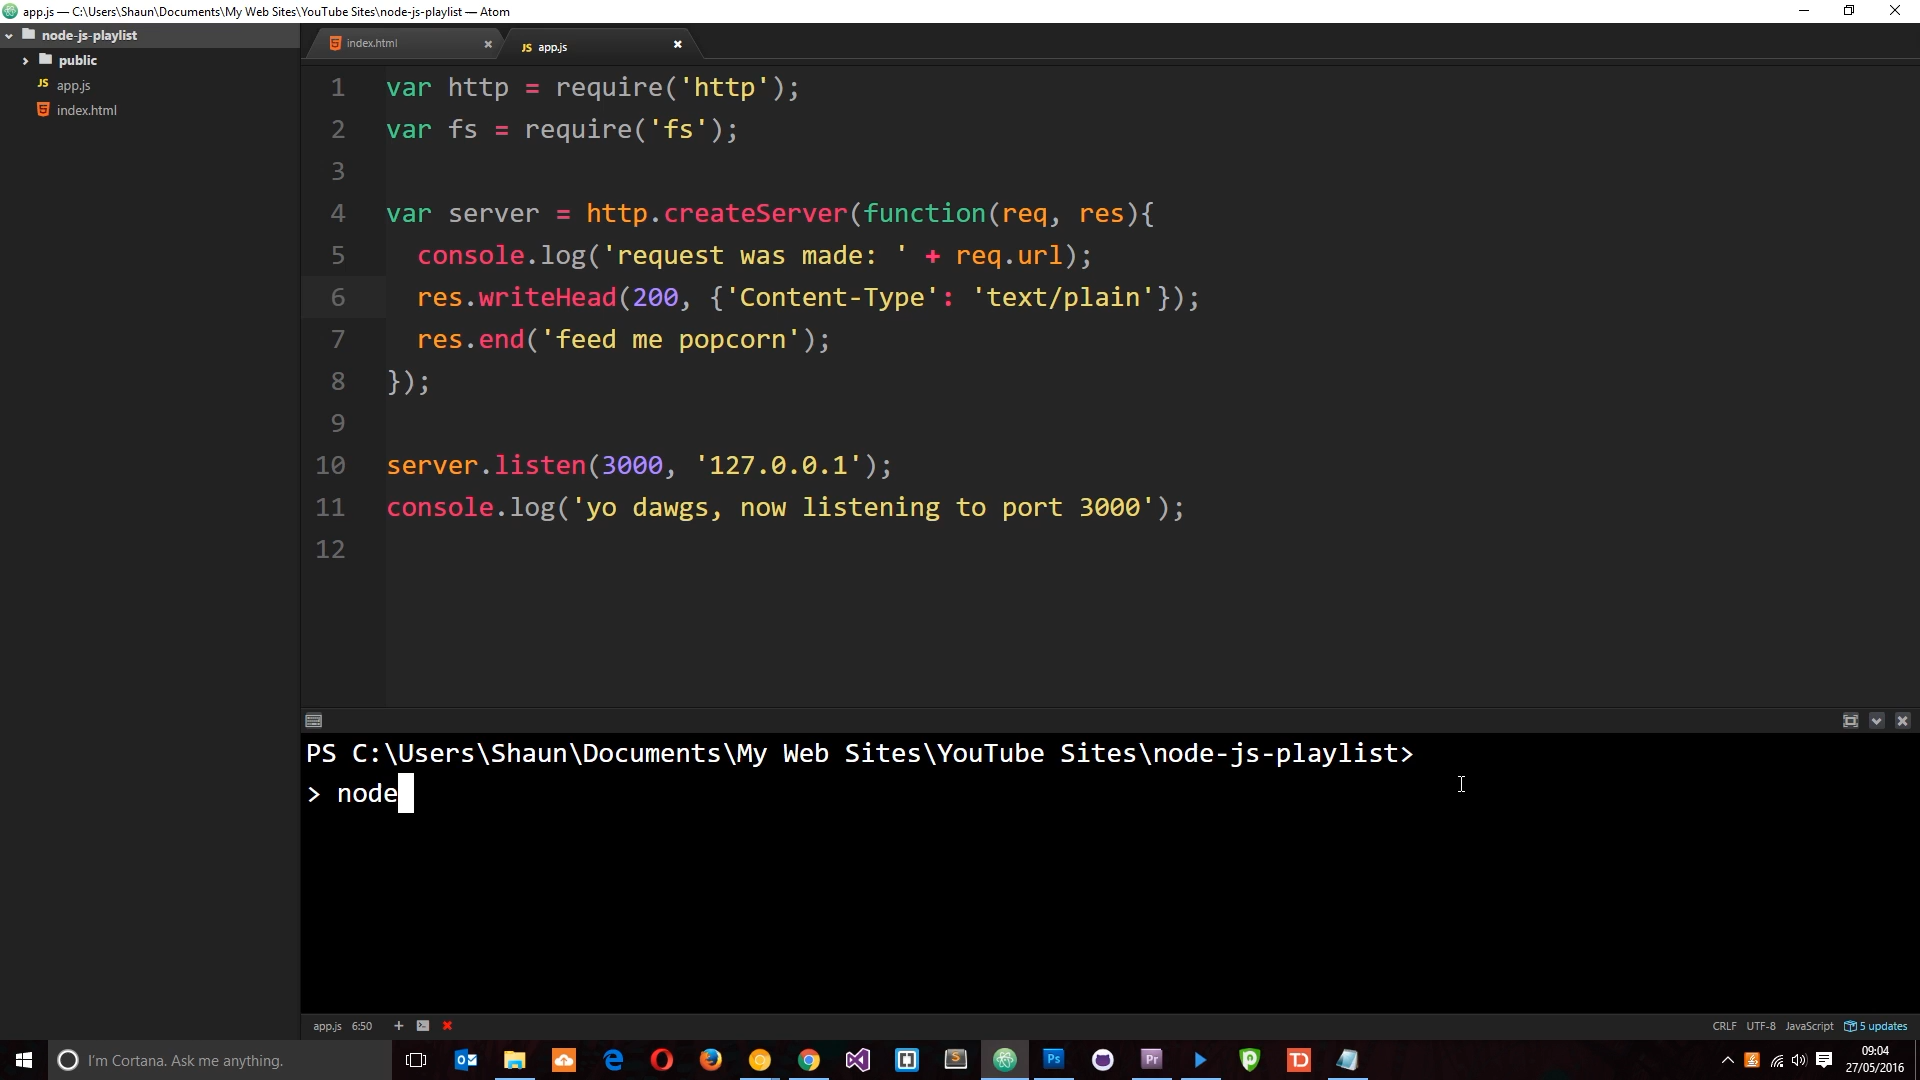 app.js — C:\Users\Shaun\Documents\My Web Sites\YouTube Sites\node-js-playlist — Atom
node-js-playlist
public
app.js
index.html
index.html
app.js
1 var http = require('http');
2 var fs = require('fs');
3
4 var server = http.createServer(function(req, res){
5 console.log('request was made: ' + req.url);
6 res.writeHead(200, {'Content-Type': 'text/plain'});
7 res.end('feed me popcorn');
8 });
9
10 server.listen(3000, '127.0.0.1');
11 console.log('yo dawgs, now listening to port 3000');
12
PS C:\Users\Shaun\Documents\My Web Sites\YouTube Sites\node-js-playlist>
> node
app.js 6:50
CRLF UTF-8 JavaScript 5 updates
I'm Cortana. Ask me anything.
Ps
Pr
TD
09:04
27/05/2016